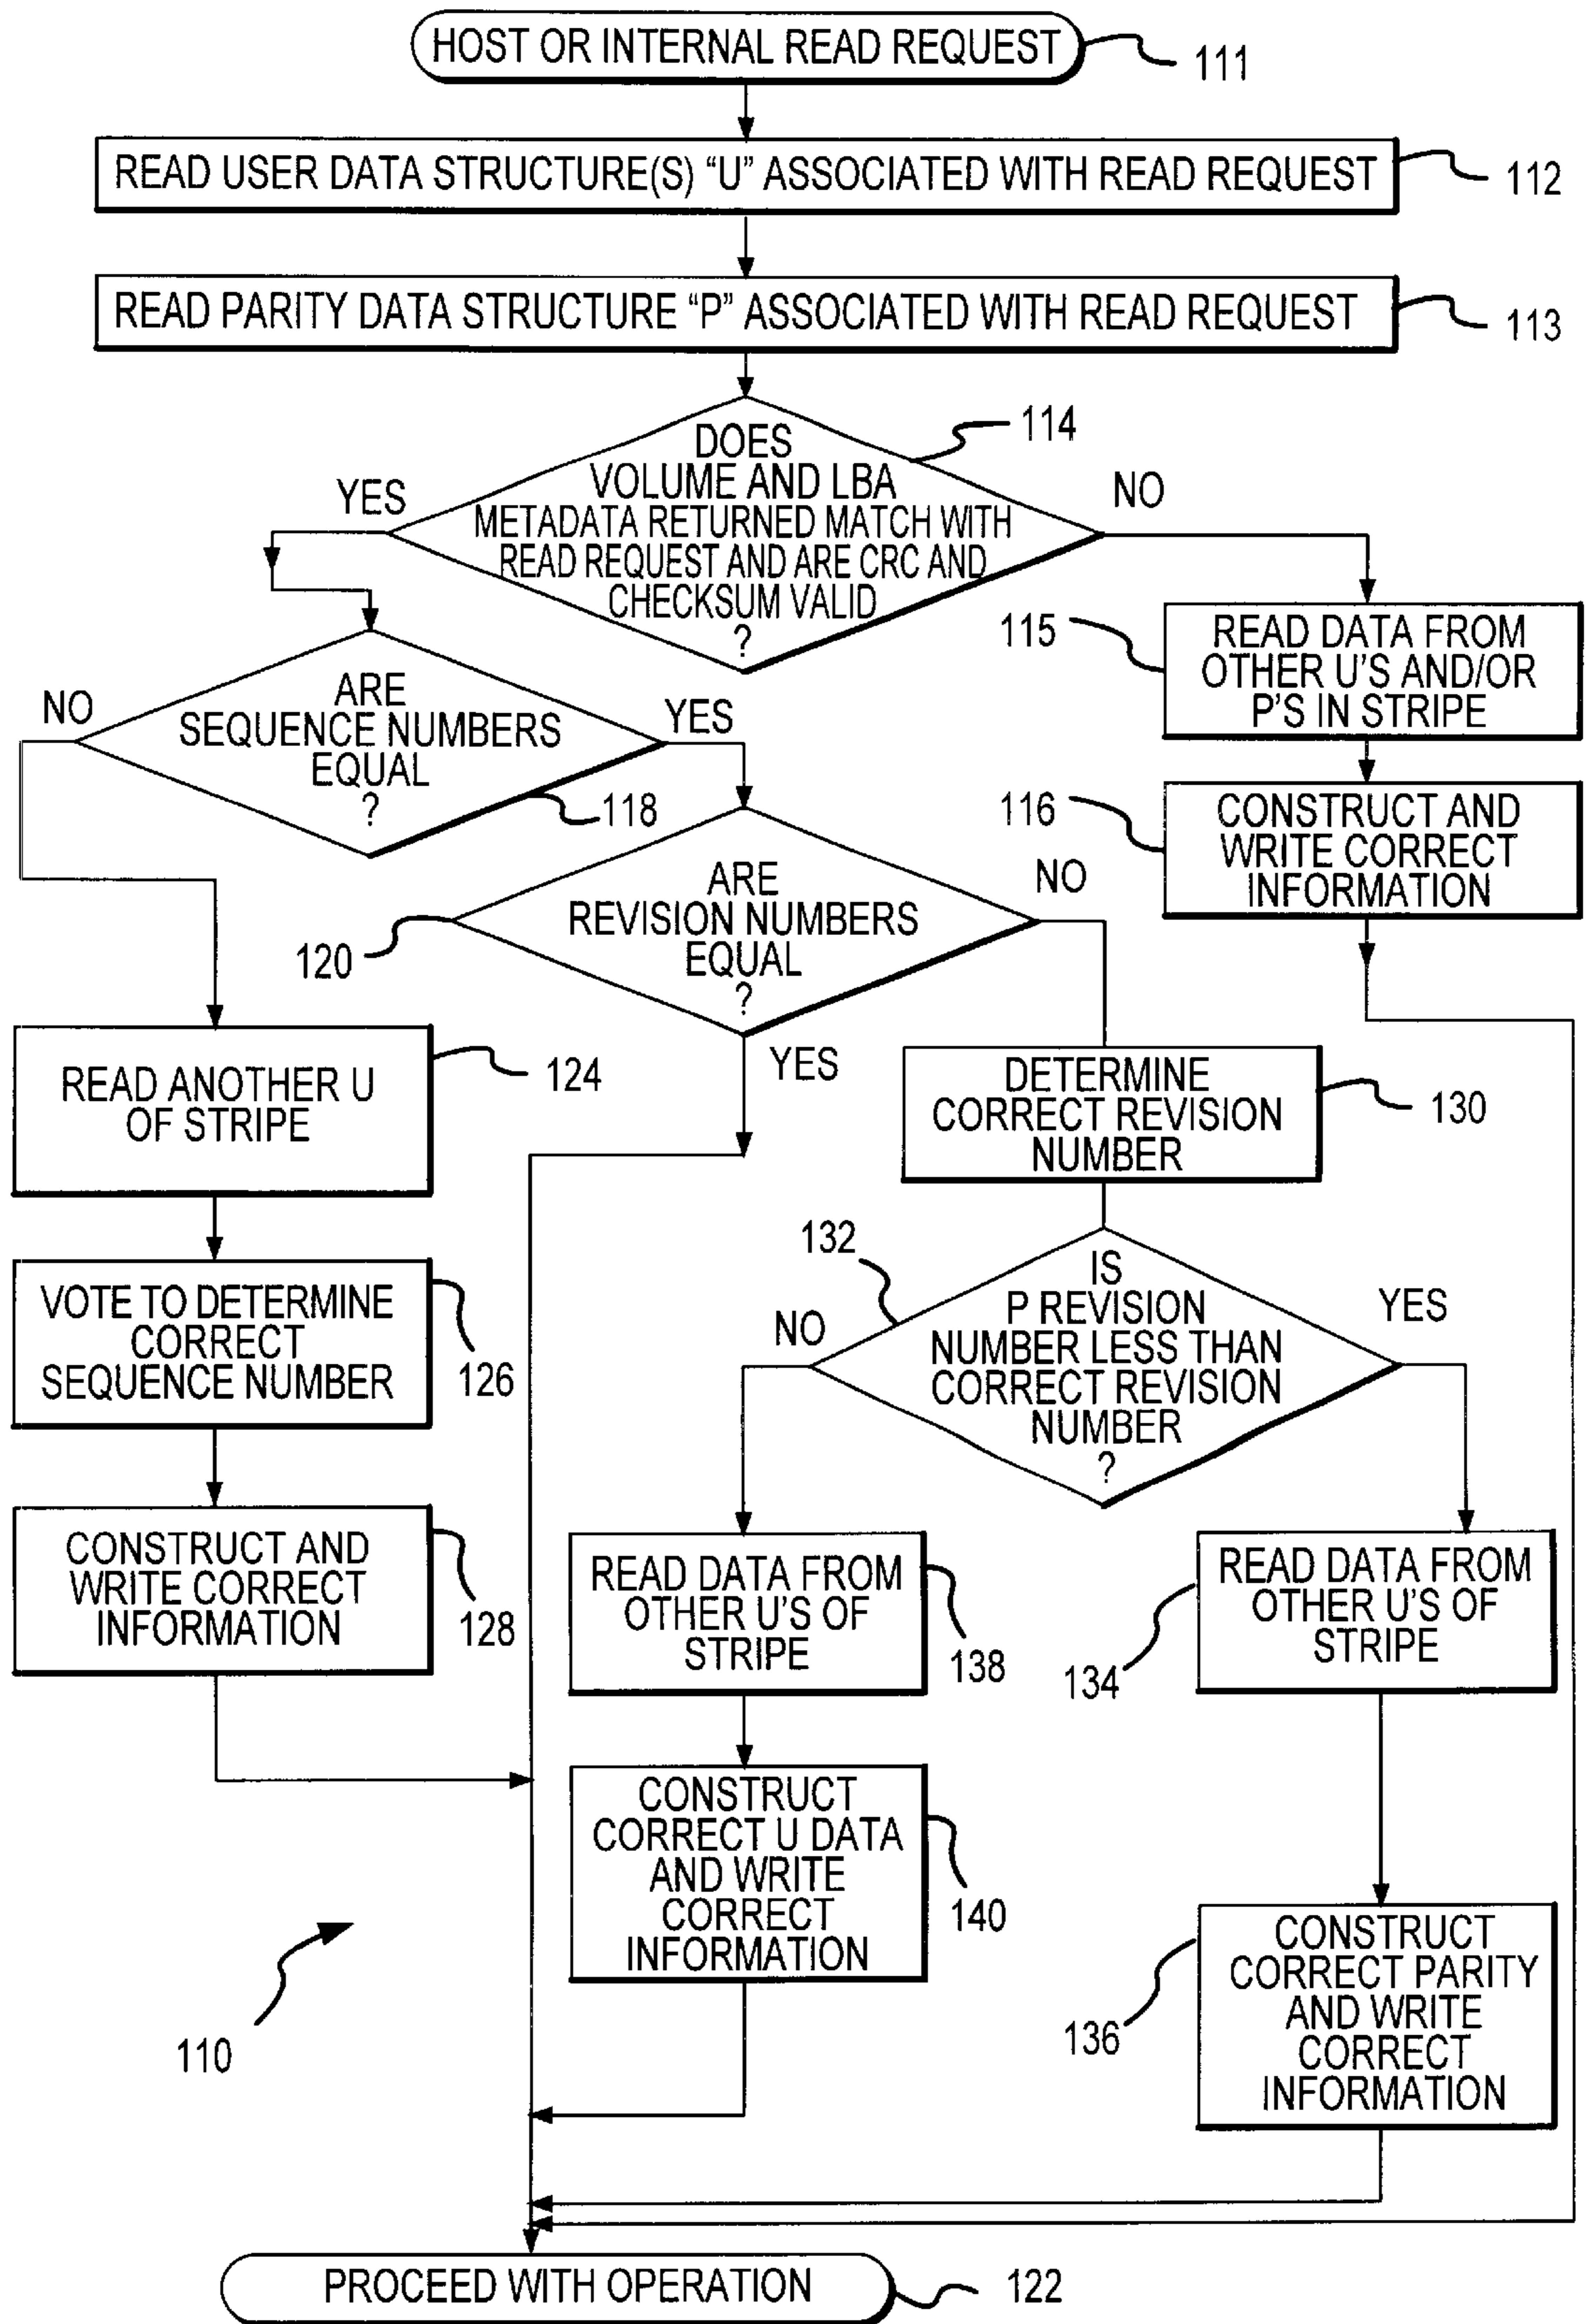 HOST OR INTERNAL READ REQUEST
111
READ USER DATA STRUCTURE(S) “U” ASSOCIATED WITH READ REQUEST
112
READ PARITY DATA STRUCTURE “P” ASSOCIATED WITH READ REQUEST
113
DOES
VOLUME AND LBA
METADATA RETURNED MATCH WITH
READ REQUEST AND ARE CRC AND
CHECKSUM VALID
?
114
YES
NO
115
READ DATA FROM
OTHER U'S AND/OR
P'S IN STRIPE
116
CONSTRUCT AND
WRITE CORRECT
INFORMATION
NO
ARE
SEQUENCE NUMBERS
EQUAL
?
YES
118
ARE
REVISION NUMBERS
EQUAL
?
NO
120
YES
READ ANOTHER U
OF STRIPE
124
VOTE TO DETERMINE
CORRECT
SEQUENCE NUMBER
126
CONSTRUCT AND
WRITE CORRECT
INFORMATION
128
DETERMINE
CORRECT REVISION
NUMBER
130
132
IS
P REVISION
NUMBER LESS THAN
CORRECT REVISION
NUMBER
?
NO
YES
READ DATA FROM
OTHER U'S OF
STRIPE
138
READ DATA FROM
OTHER U'S OF
STRIPE
134
CONSTRUCT
CORRECT U DATA
AND WRITE
CORRECT
INFORMATION
140
CONSTRUCT
CORRECT PARITY
AND WRITE
CORRECT
INFORMATION
136
110
PROCEED WITH OPERATION
122